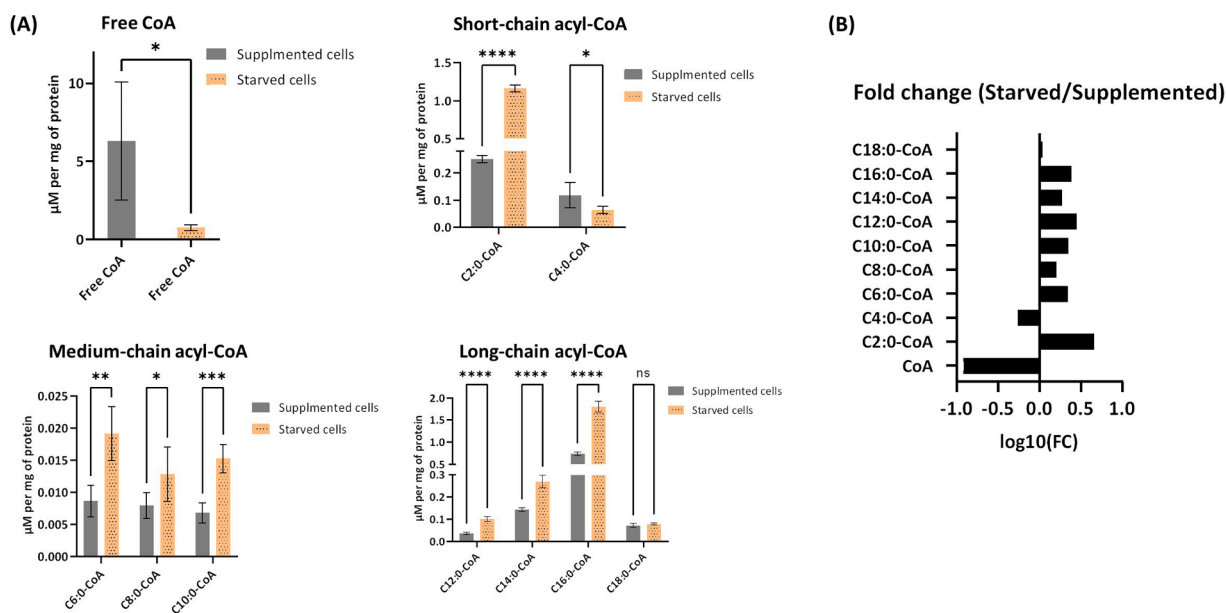 (A)
Free CoA
*
Supplmented cells
Starved cells
µM per mg of protein
10
5
0
Free CoA
Free CoA
Short-chain acyl-CoA
**** *
Supplmented cells
Starved cells
µM per mg of protein
1.5
1.0
0.5
0.2
0.1
0.0
C2:0-CoA
C4:0-CoA
Medium-chain acyl-CoA
** * ***
Supplmented cells
Starved cells
µM per mg of protein
0.025
0.020
0.015
0.010
0.005
0.000
C6:0-CoA
C8:0-CoA
C10:0-CoA
Long-chain acyl-CoA
**** **** **** ns
Supplmented cells
Starved cells
µM per mg of protein
2.0
1.5
1.0
0.5
0.3
0.2
0.1
0.0
C12:0-CoA
C14:0-CoA
C16:0-CoA
C18:0-CoA
(B)
Fold change (Starved/Supplemented)
C18:0-CoA
C16:0-CoA
C14:0-CoA
C12:0-CoA
C10:0-CoA
C8:0-CoA
C6:0-CoA
C4:0-CoA
C2:0-CoA
CoA
-1.0 -0.5 0.0 0.5 1.0
log10(FC)